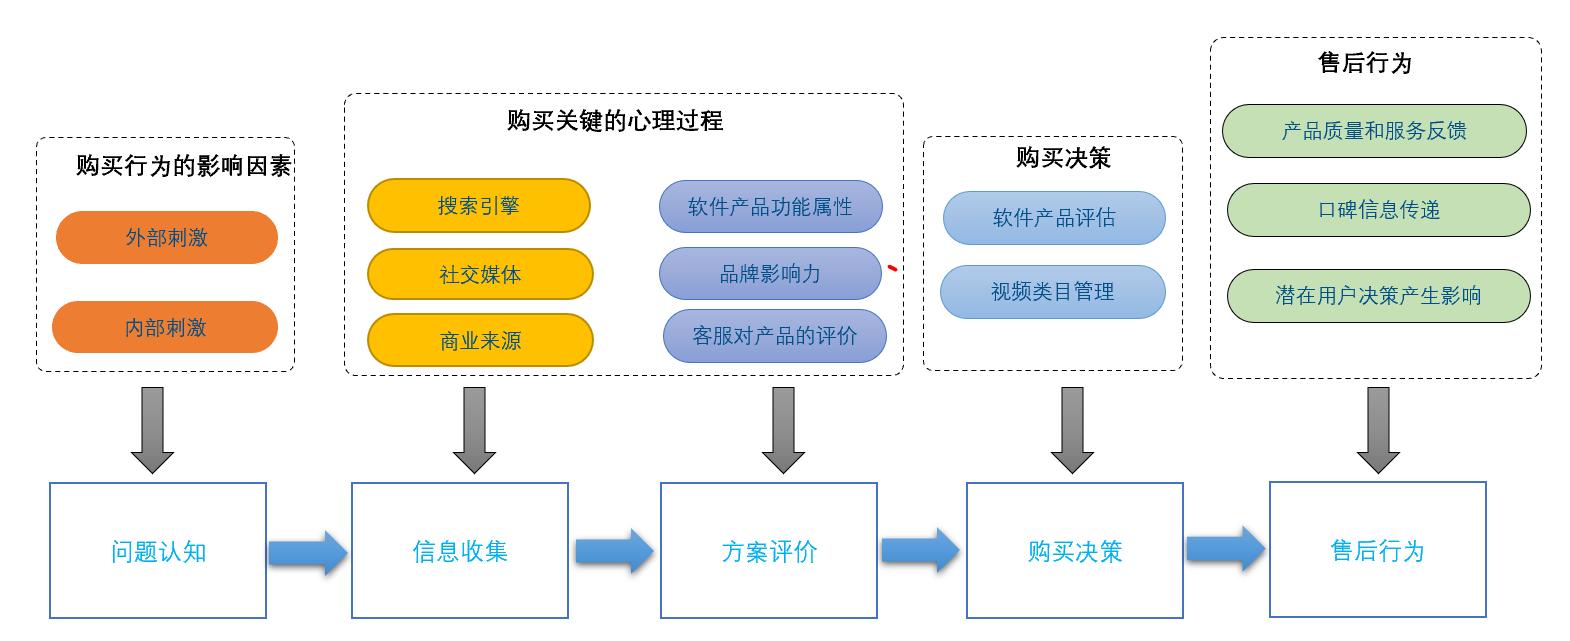 购买行为的影响因素
外部刺激
内部刺激
购买关键的心理过程
搜索引擎
社交媒体
商业来源
软件产品功能属性
品牌影响力
客服对产品的评价
购买决策
软件产品评估
视频类目管理
售后行为
产品质量和服务反馈
口碑信息传递
潜在用户决策产生影响
问题认知
信息收集
方案评价
购买决策
售后行为